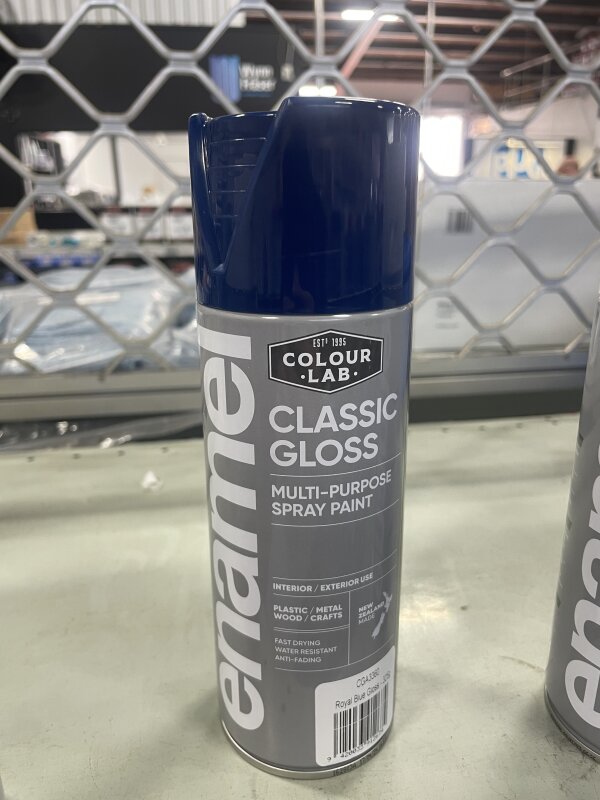 EST' 1995
COLOUR
·LAB·
enamel
CLASSIC
GLOSS
MULTI-PURPOSE
SPRAY PAINT
INTERIOR / EXTERIOR USE
PLASTIC / METAL
WOOD / CRAFTS
NEW
ZEALAND
MADE
FAST DRYING
WATER RESISTANT
ANTI-FADING
Royal Blue Gloss